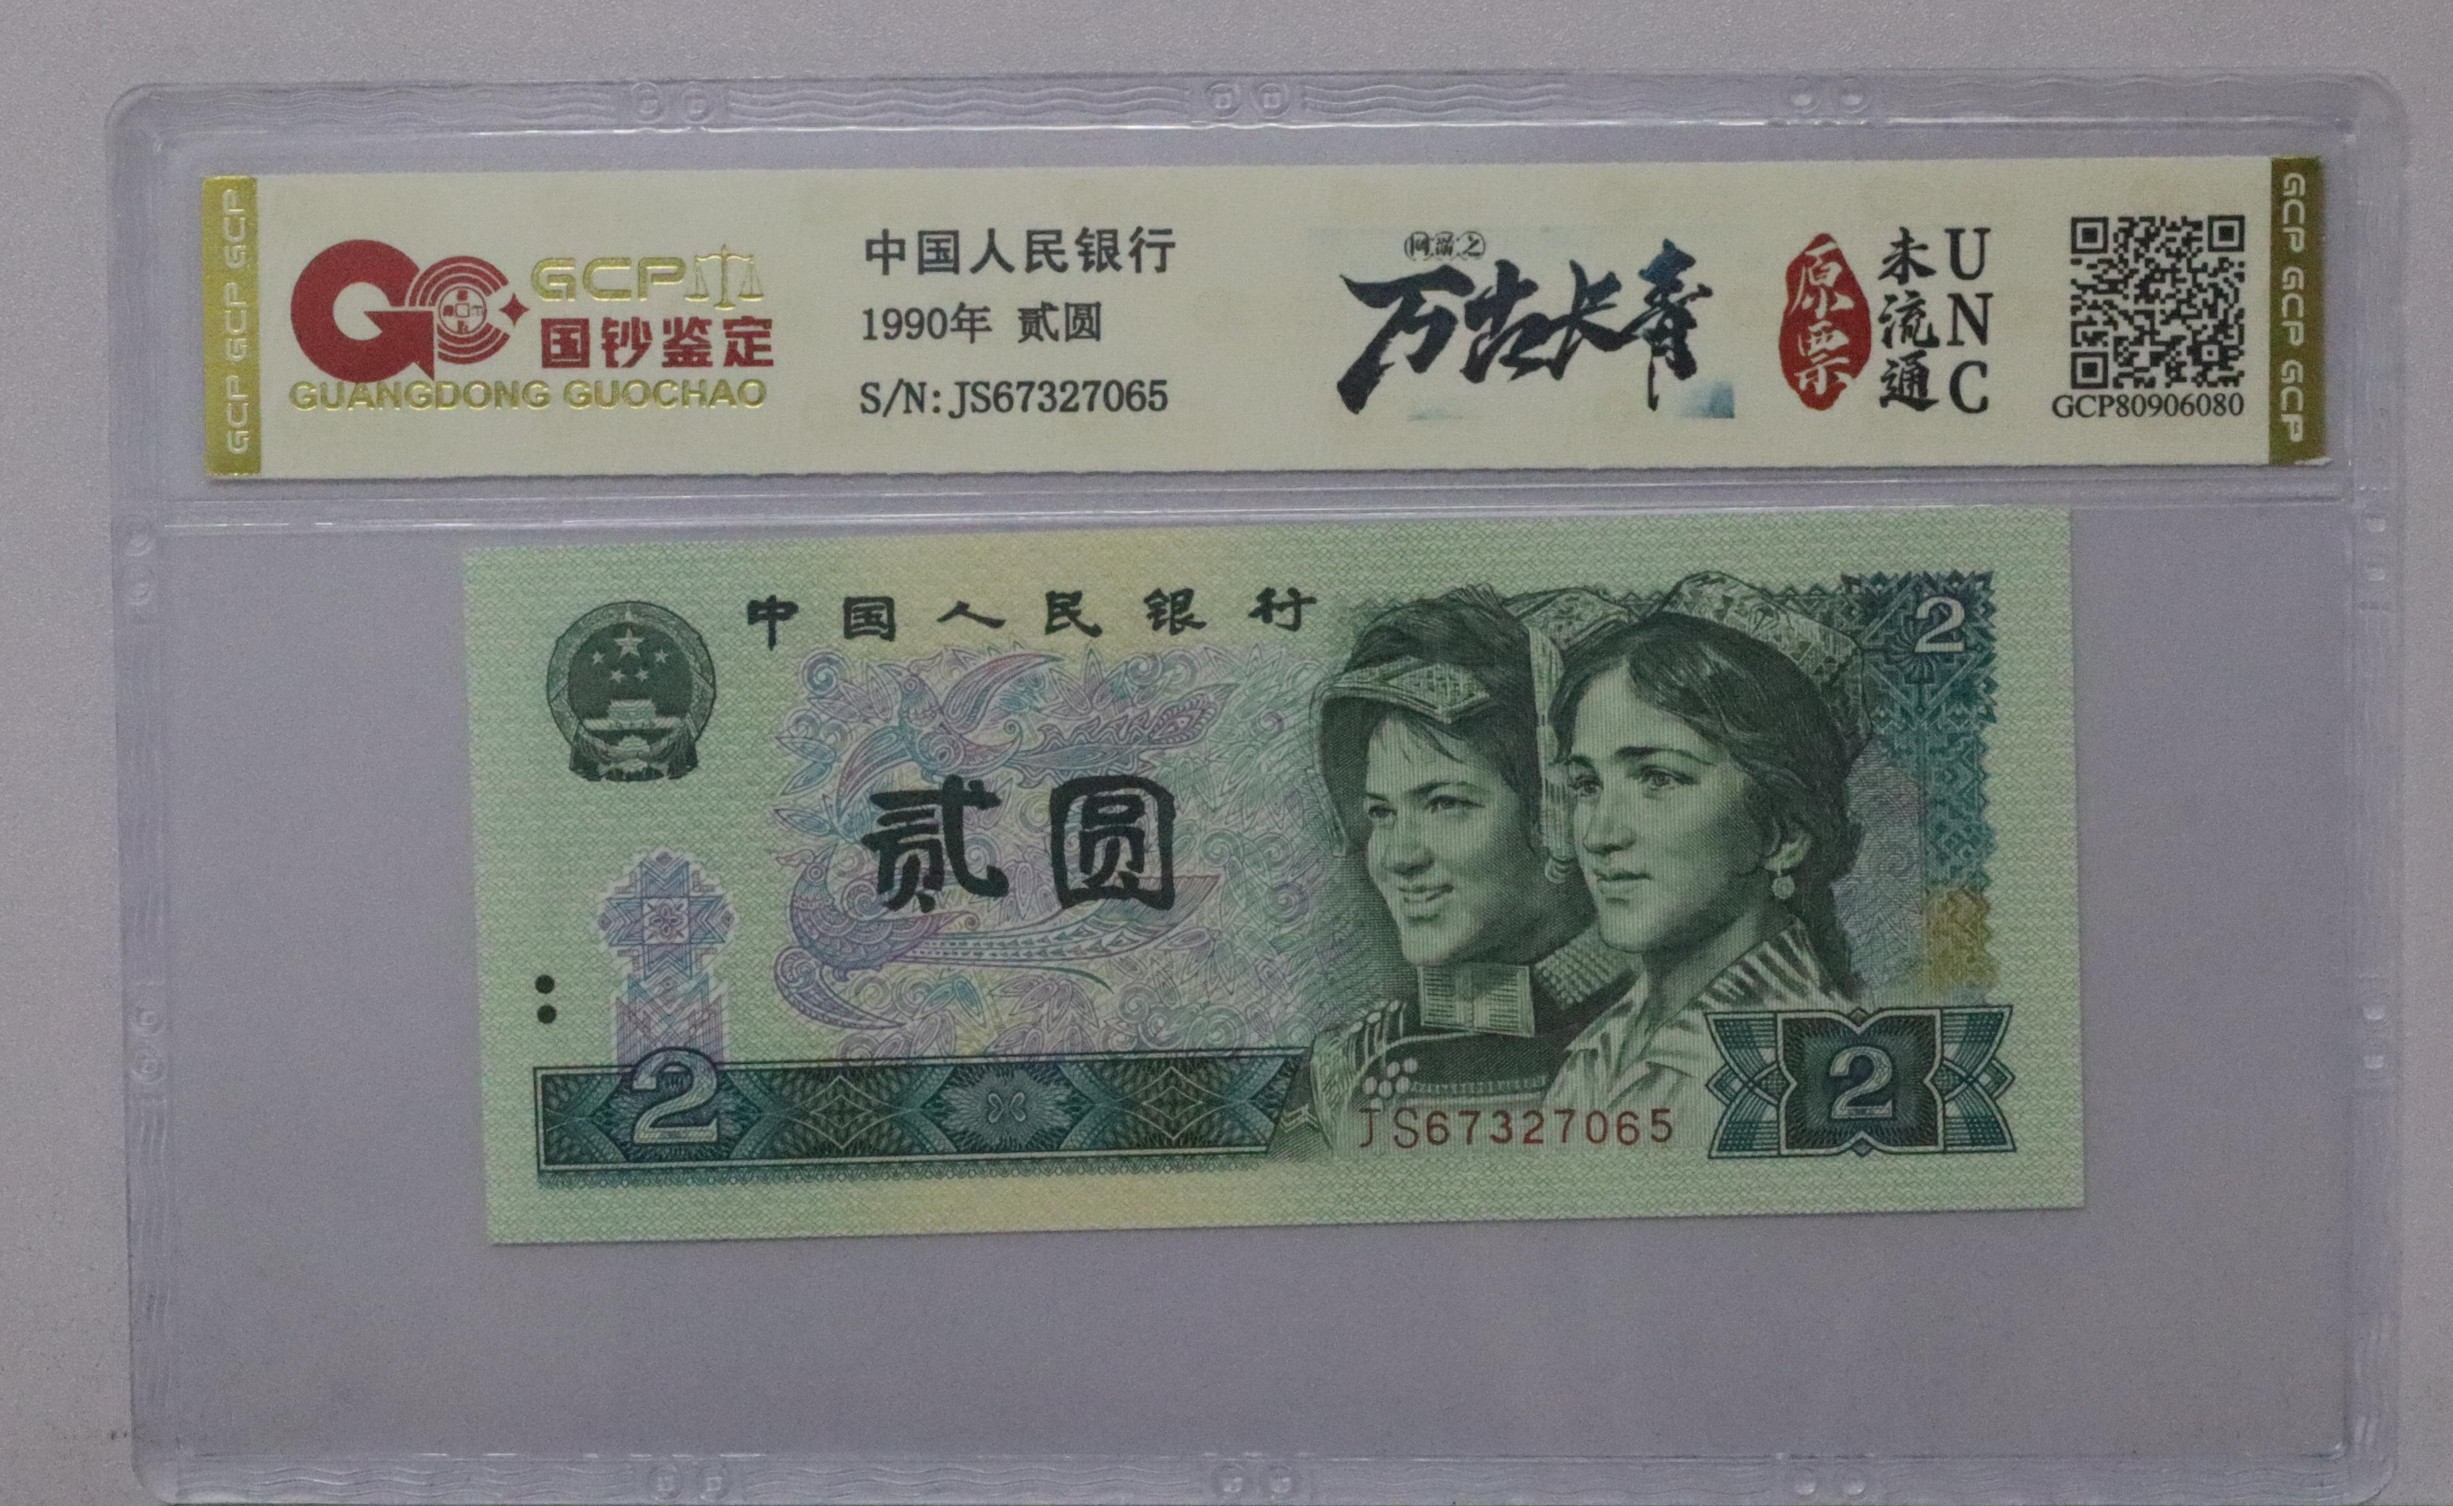 GCP GCP GCP
GCP
国钞鉴定
GUANGDONG GUOCHAO
中国人民银行
1990年 贰圆
S/N: JS67327065
万古长青
原票
未流通
UNC
GCP80906080
GCP GCP GCP
中国人民银行
2
贰圆
2
JS67327065
2